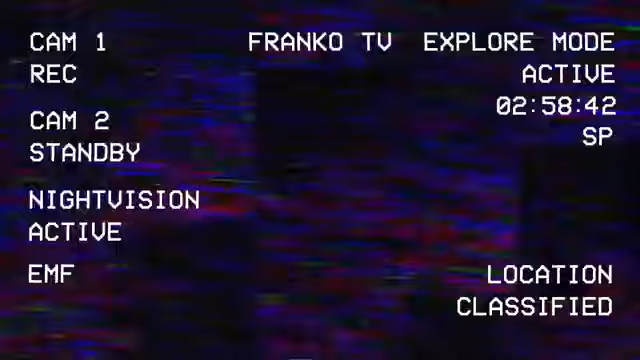 CAM 1
REC
CAM 2
STANDBY
NIGHTVISION
ACTIVE
EMF
FRANKO TV EXPLORE MODE
ACTIVE
02:58:42
SP
LOCATION
CLASSIFIED